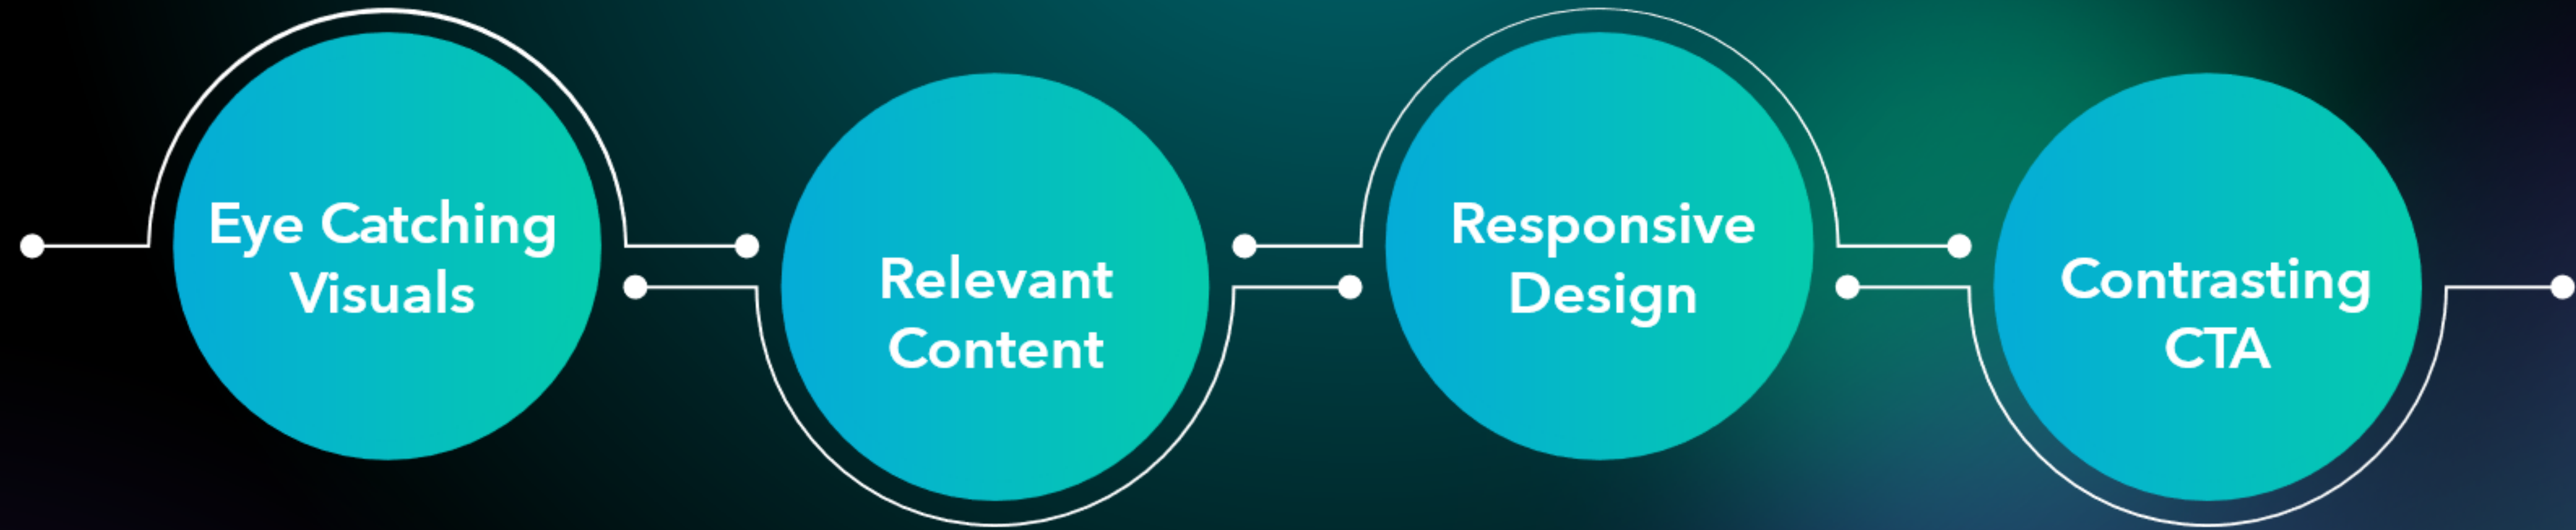 Eye Catching
Visuals
Relevant
Content
Responsive
Design
Contrasting
CTA